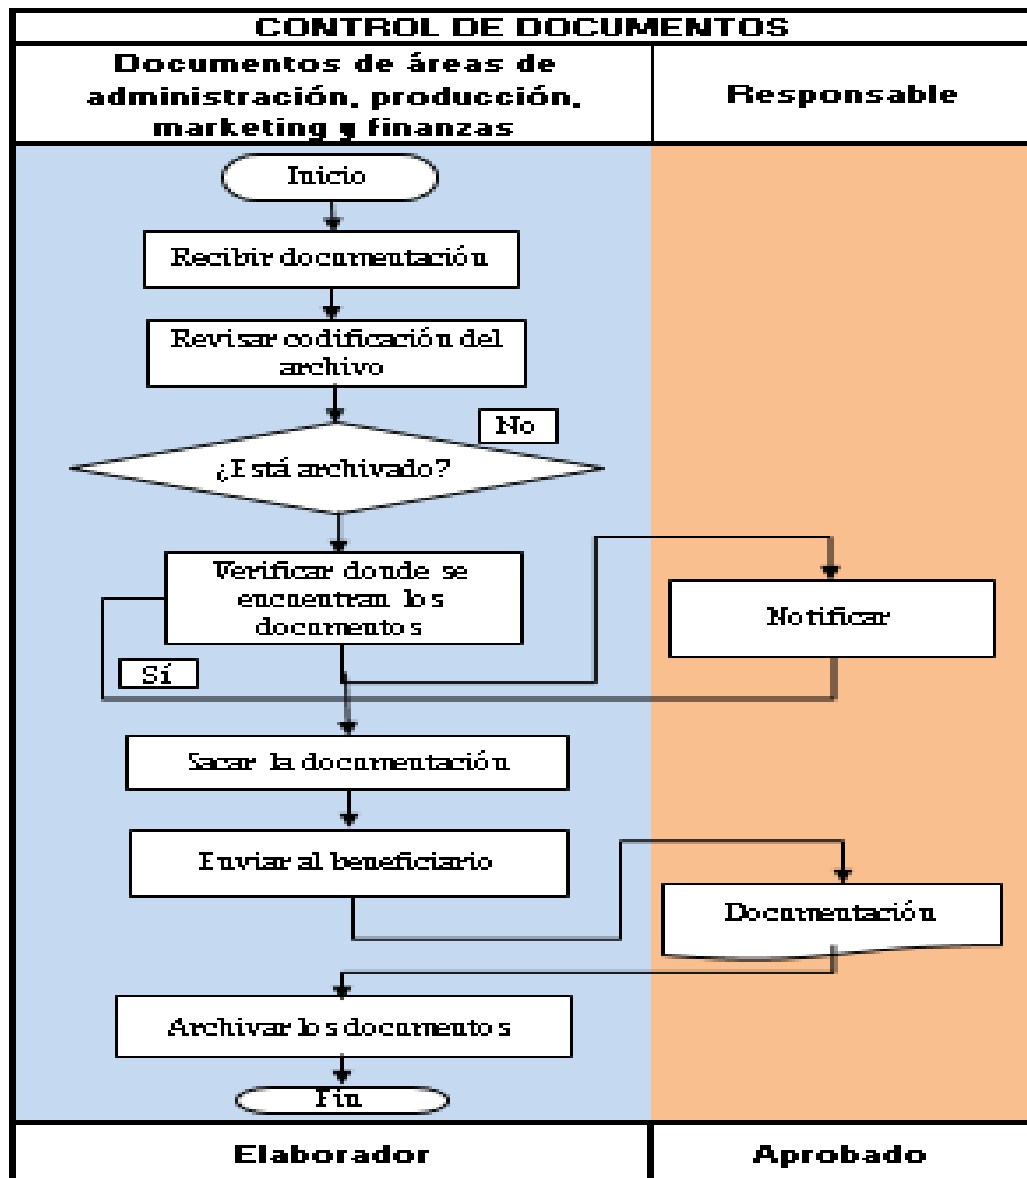 CONTROL DE DOCUMENTOS
Documentos de áreas de
administración, producción,
marketing y finanzas
Responsable
Inicio
Recibir documentación
Revisar codificación del
archivo
No
¿Está archivado?
Verificar donde se
encuentran los
documentos
Notificar
Sí
Sacar la documentación
Enviar al beneficiario
Documentación
Archivar los documentos
Fin
Elaborador
Aprobado